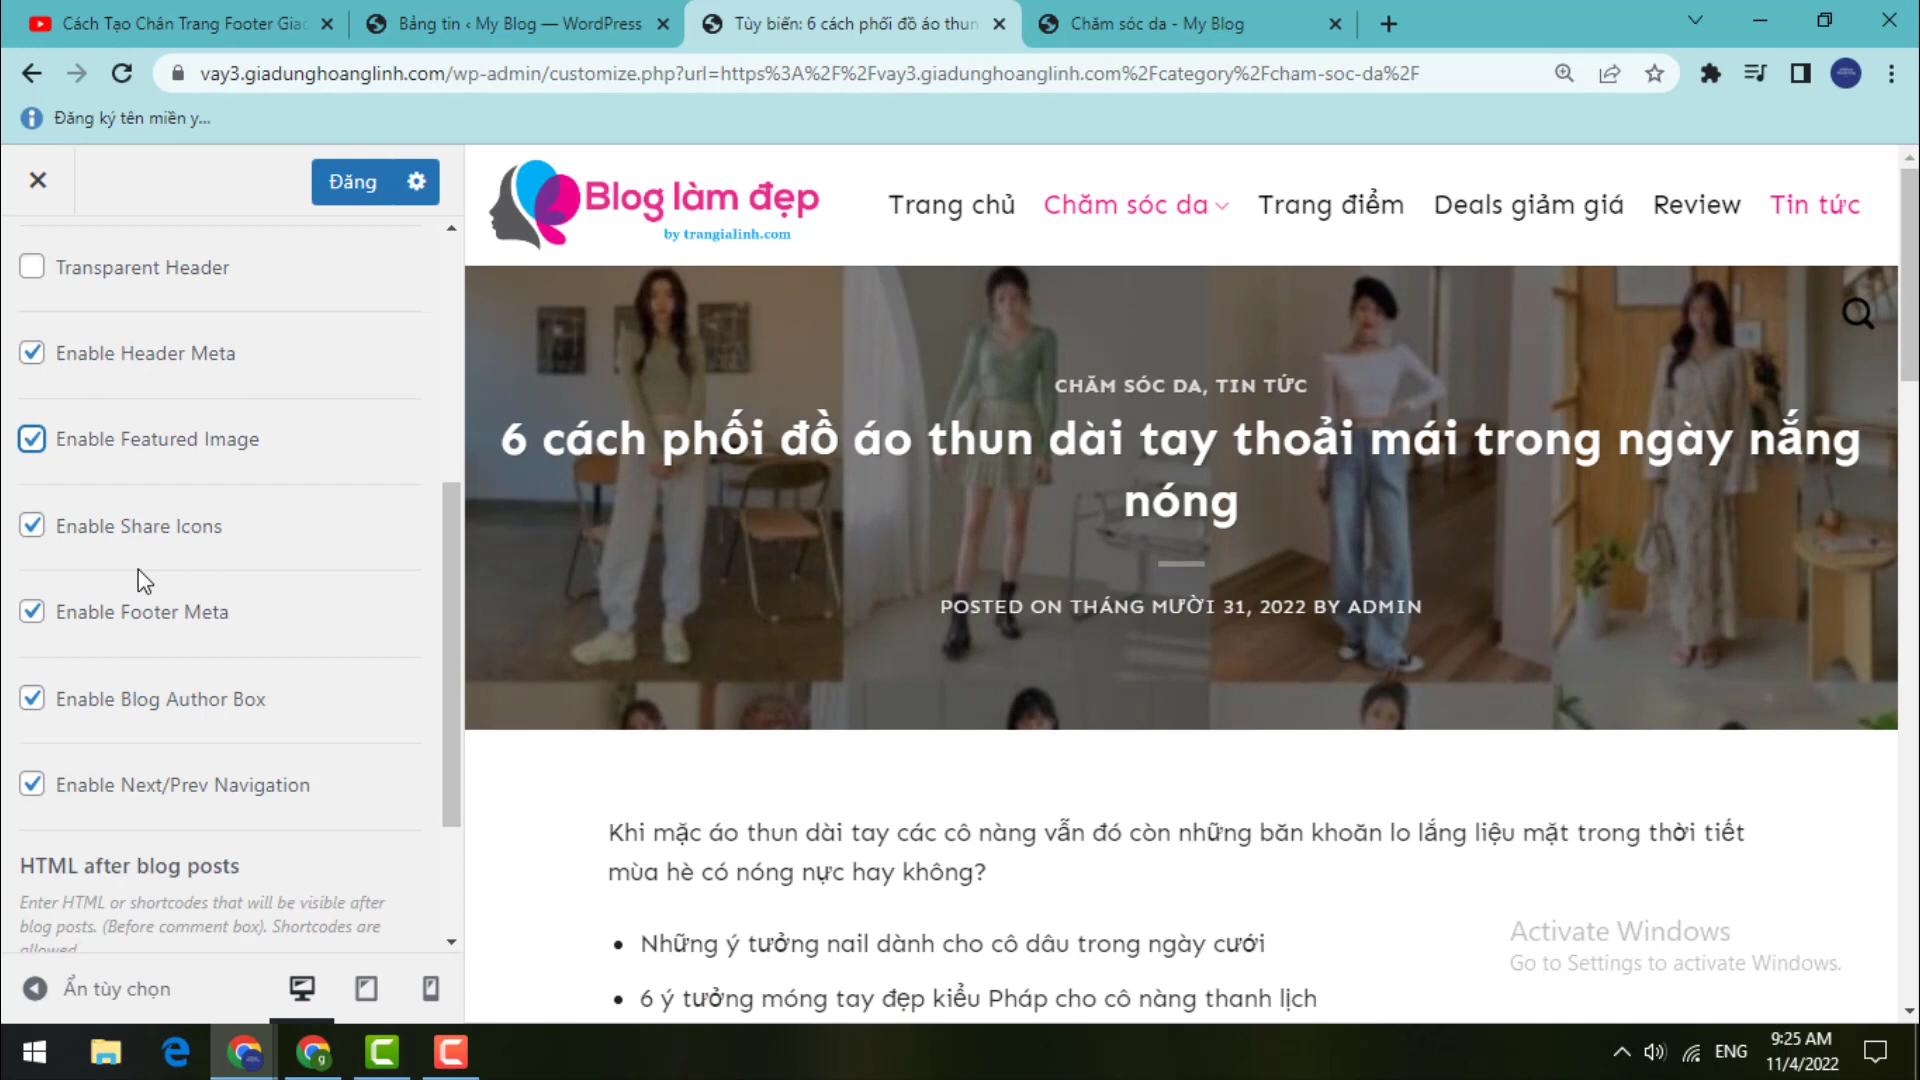 Cách Tạo Chân Trang Footer Giao
Bảng tin ‹ My Blog — WordPress
Tùy biến: 6 cách phối đồ áo thun
Chăm sóc da - My Blog
vay3.giadunghoanglinh.com/wp-admin/customize.php?url=https%3A%2F%2Fvay3.giadunghoanglinh.com%2Fcategory%2Fcham-soc-da%2F
Đăng ký tên miền y...
Đăng
Transparent Header
Enable Header Meta
Enable Featured Image
Enable Share Icons
Enable Footer Meta
Enable Blog Author Box
Enable Next/Prev Navigation
HTML after blog posts
Enter HTML or shortcodes that will be visible after
blog posts. (Before comment box). Shortcodes are
allowed
Ẩn tùy chọn
Blog làm đẹp
by trangialinh.com
Trang chủ
Chăm sóc da
Trang điểm
Deals giảm giá
Review
Tin tức
CHĂM SÓC DA, TIN TỨC
6 cách phối đồ áo thun dài tay thoải mái trong ngày nắng
nóng
POSTED ON THÁNG MƯỜI 31, 2022 BY ADMIN
Khi mặc áo thun dài tay các cô nàng vẫn đó còn những băn khoăn lo lắng liệu mặt trong thời tiết
mùa hè có nóng nực hay không?
Những ý tưởng nail dành cho cô dâu trong ngày cưới
6 ý tưởng móng tay đẹp kiểu Pháp cho cô nàng thanh lịch
Activate Windows
Go to Settings to activate Windows.
g
ENG
9:25 AM
11/4/2022